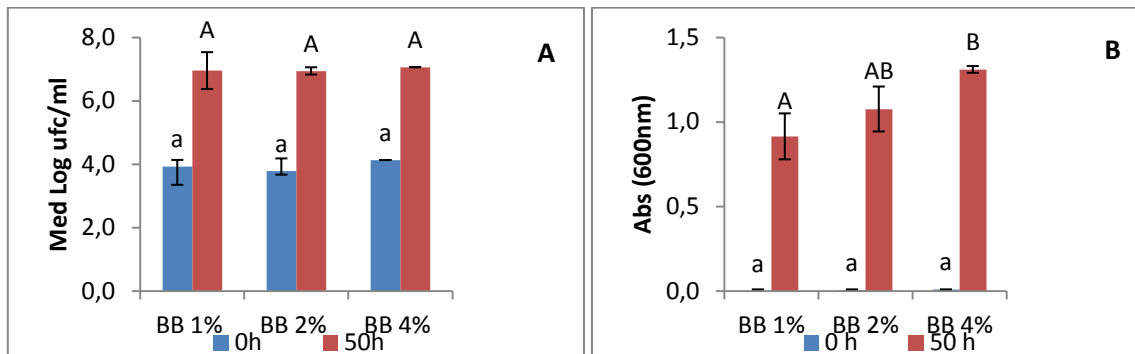 A
Med Log ufc/ml
8,0
6,0
4,0
2,0
0,0
A
A
A
a
a
a
BB 1% BB 2% BB 4%
0h 50h
B
Abs (600nm)
1,5
1,0
0,5
0,0
A
AB
B
a
a
a
BB 1% BB 2% BB 4%
0 h 50 h